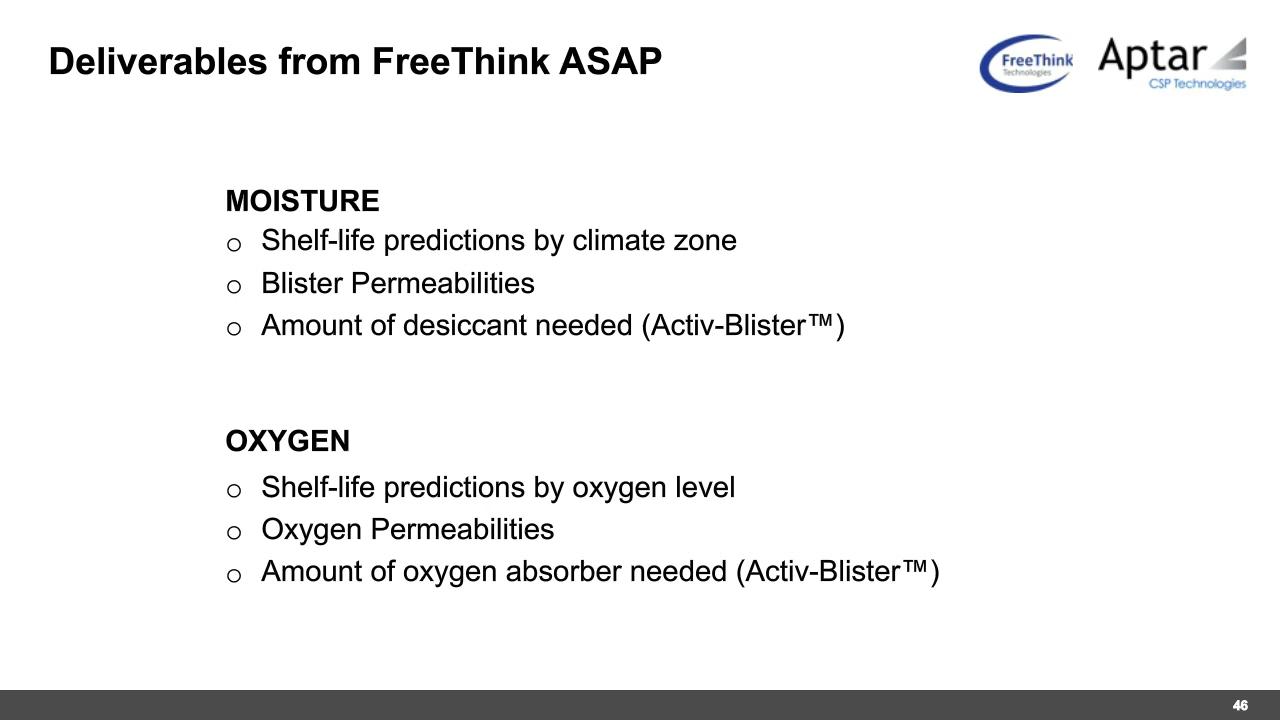 Deliverables from FreeThink ASAP
FreeThink
Technologies
Aptar
CSP Technologies
MOISTURE
o Shelf-life predictions by climate zone
o Blister Permeabilities
o Amount of desiccant needed (Activ-Blister™)
OXYGEN
o Shelf-life predictions by oxygen level
o Oxygen Permeabilities
o Amount of oxygen absorber needed (Activ-Blister™)
46